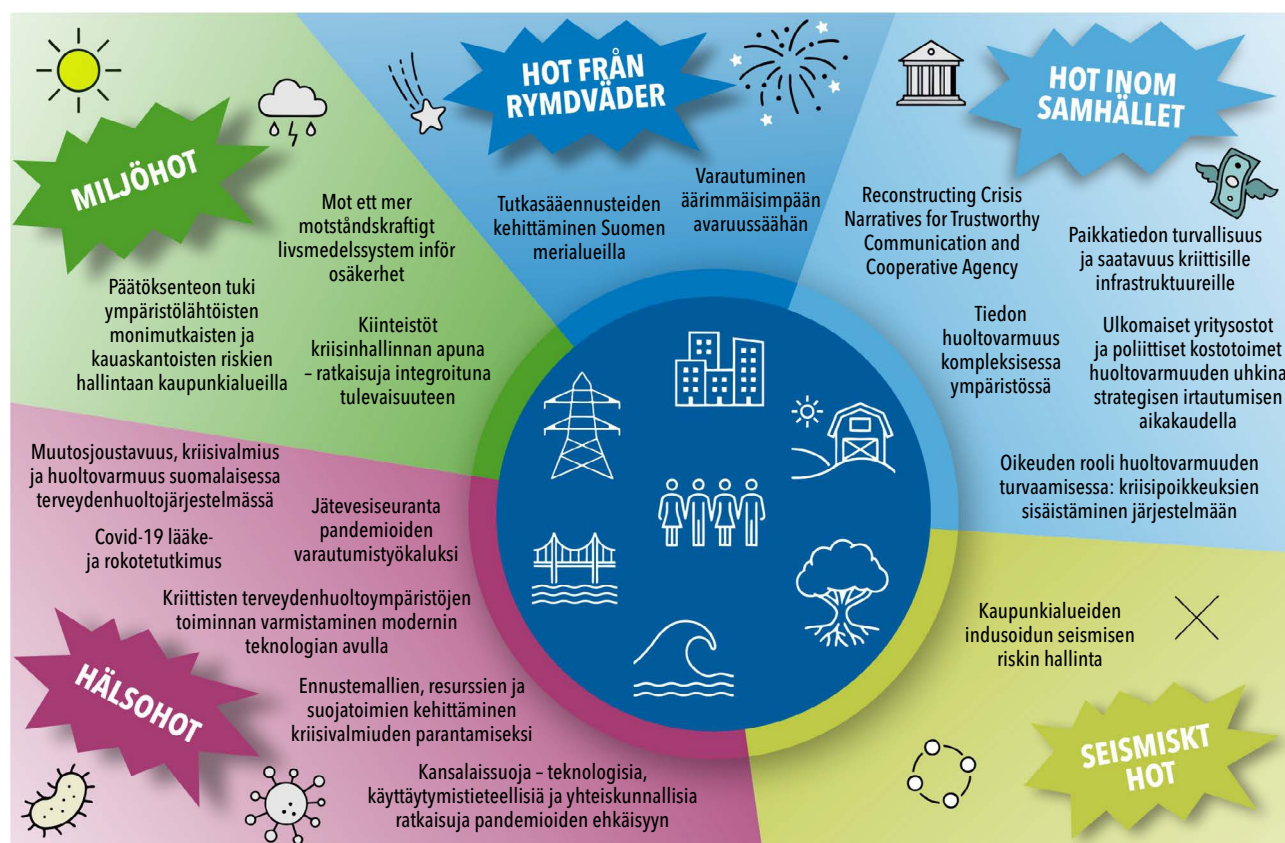 MILJÖHOT
Mot ett mer
motståndskraftigt
livsmedelssystem inför
osäkerhet
Päätöksenteon tuki
ympäristölähtöisten
monimutkaisten ja
kauaskantoisten riskien
hallintaan kaupunkialueilla
Kiinteistöt
kriisinhallinnan apuna
– ratkaisuja integroituna
tulevaisuuteen
HOT FRÅN
RYMDVÄDER
Tutkasääennusteiden
kehittäminen Suomen
merialueilla
Varautuminen
äärimmäisimpään
avaruussäähän
HOT INOM
SAMHÄLLET
Reconstructing Crisis
Narratives for Trustworthy
Communication and
Cooperative Agency
Paikkatiedon turvallisuus
ja saatavuus kriittisille
infrastruktuureille
Tiedon
huoltovarmuus
kompleksisessa
ympäristössä
Ulkomaiset yritysostot
ja poliittiset kostotoimet
huoltovarmuuden uhkina
strategisen irtautumisen
aikakaudella
Oikeuden rooli huoltovarmuuden
turvaamisessa: kriisipoikkeuksien
sisäistäminen järjestelmään
Muutosjoustavuus, kriisivalmius
ja huoltovarmuus suomalaisessa
terveydenhuoltojärjestelmässä
Covid-19 lääke-
ja rokotetutkimus
Jätevesiseuranta
pandemioiden
varautumistyökaluksi
Kriittisten terveydenhuoltoympäristöjen
toiminnan varmistaminen modernin
teknologian avulla
HÄLSOHOT
Ennustemallien, resurssien ja
suojatoimien kehittäminen
kriisivalmiuden parantamiseksi
Kansalaissuoja – teknologisia,
käyttäytymistieteellisiä ja yhteiskunnallisia
ratkaisuja pandemioiden ehkäisyyn
Kaupunkialueiden
indusoidun seismisen
riskin hallinta
SEISMISKT
HOT